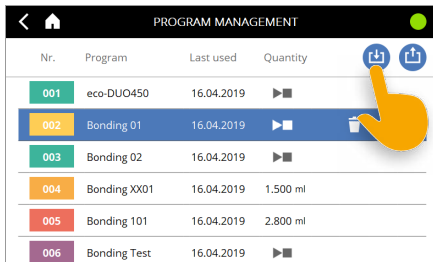 PROGRAM MANAGEMENT
Nr. Program Last used Quantity
001 eco-DUO450 16.04.2019
002 Bonding 01 16.04.2019
003 Bonding 02 16.04.2019
004 Bonding XX01 16.04.2019 1.500 ml
005 Bonding 101 16.04.2019 2.800 ml
006 Bonding Test 16.04.2019